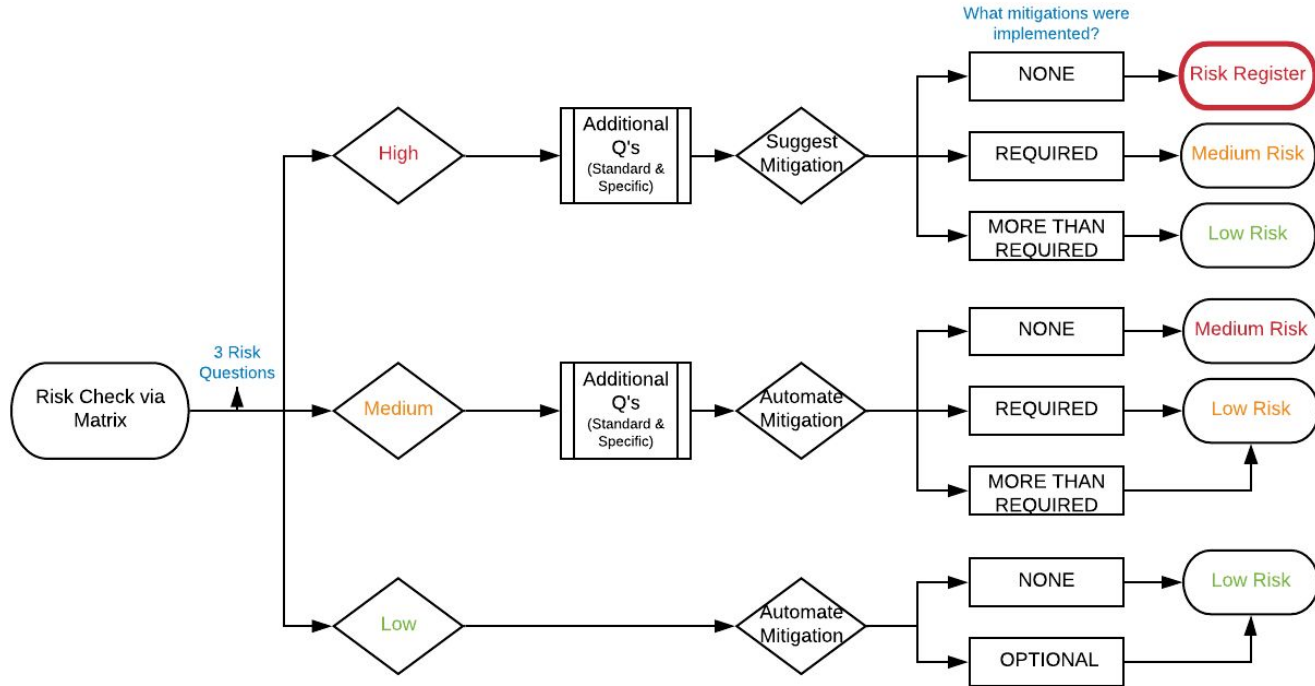 What mitigations were
implemented?
NONE
Risk Register
High
Additional
Q's
(Standard &
Specific)
Suggest
Mitigation
REQUIRED
Medium Risk
MORE THAN
REQUIRED
Low Risk
3 Risk
Questions
Risk Check via
Matrix
Medium
Additional
Q's
(Standard &
Specific)
Automate
Mitigation
NONE
Medium Risk
REQUIRED
Low Risk
MORE THAN
REQUIRED
Low
Automate
Mitigation
NONE
Low Risk
OPTIONAL